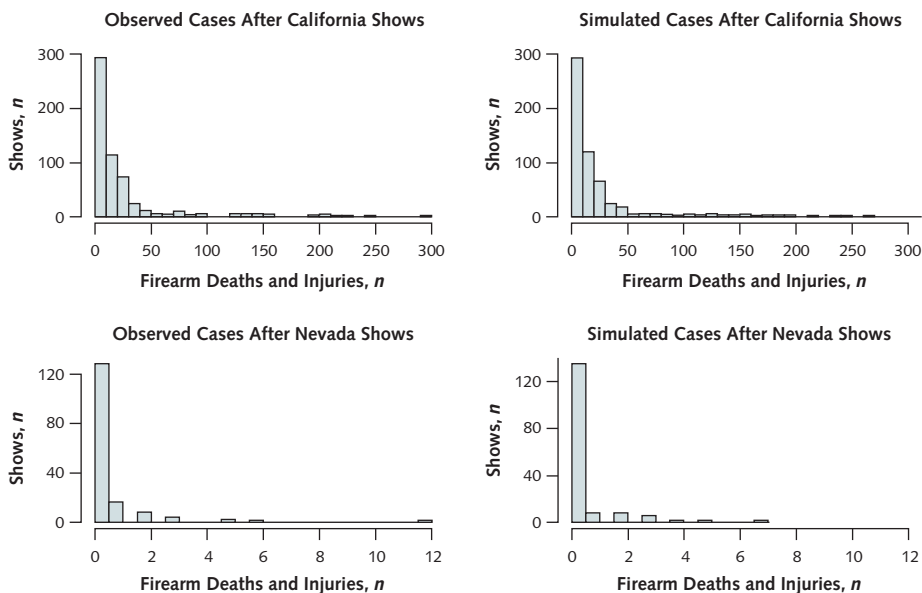 Observed Cases After California Shows
Shows, n
300
200
100
0
0 50 100 150 200 250 300
Firearm Deaths and Injuries, n
Simulated Cases After California Shows
Shows, n
300
200
100
0
0 50 100 150 200 250 300
Firearm Deaths and Injuries, n
Observed Cases After Nevada Shows
Shows, n
120
80
40
0
0 2 4 6 8 10 12
Firearm Deaths and Injuries, n
Simulated Cases After Nevada Shows
Shows, n
120
80
40
0
0 2 4 6 8 10 12
Firearm Deaths and Injuries, n